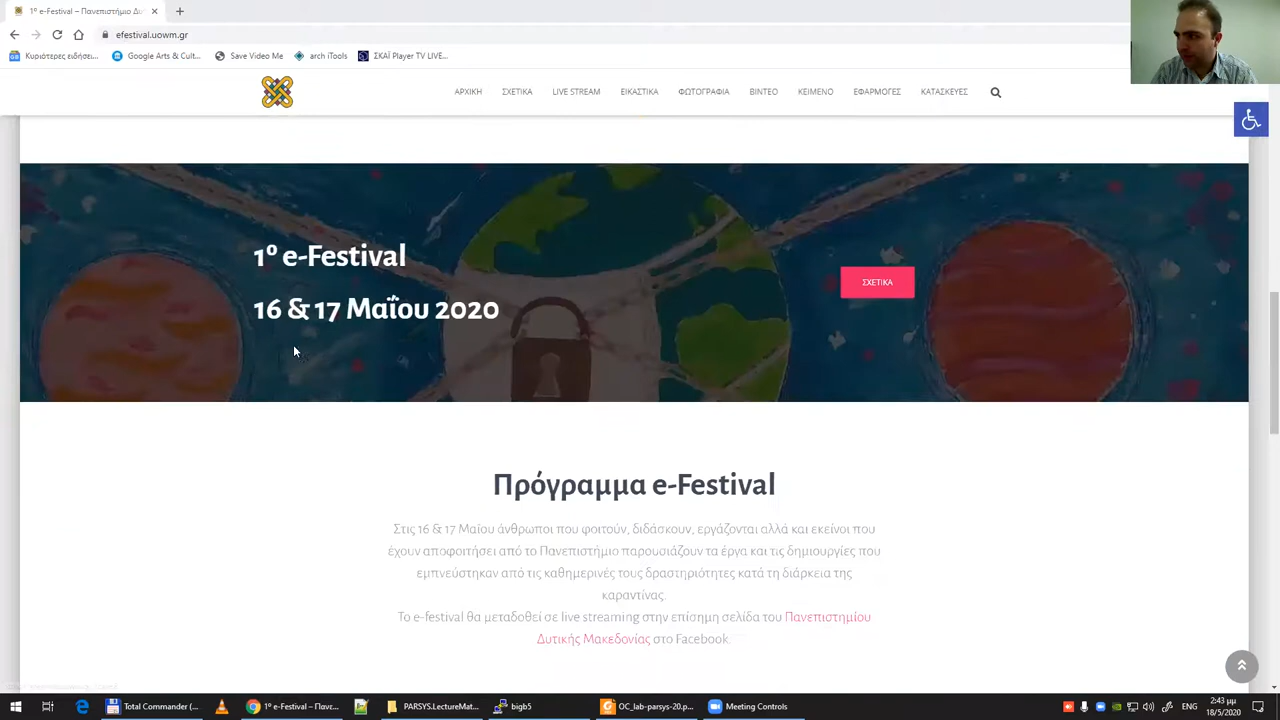 1º e-Festival – Πανεπιστήμιο Δυ
efestival.uowm.gr
Κυριότερες ειδήσει...
Google Arts & Cult...
Save Video Me
arch iTools
ΣΚΑΪ Player TV LIVE...
ΑΡΧΙΚΗ ΣΧΕΤΙΚΑ LIVE STREAM ΕΙΚΑΣΤΙΚΑ ΦΩΤΟΓΡΑΦΙΑ ΒΙΝΤΕΟ ΚΕΙΜΕΝΟ ΕΦΑΡΜΟΓΕΣ ΚΑΤΑΣΚΕΥΕΣ
1º e-Festival
16 & 17 Μαΐου 2020
ΣΧΕΤΙΚΑ
Πρόγραμμα e-Festival
Στις 16 & 17 Μαΐου άνθρωποι που φοιτούν, διδάσκουν, εργάζονται αλλά και εκείνοι που
έχουν αποφοιτήσει από το Πανεπιστήμιο παρουσιάζουν τα έργα και τις δημιουργίες που
εμπνεύστηκαν από τις καθημερινές τους δραστηριότητες κατά τη διάρκεια της
καραντίνας.
Το e-festival θα μεταδοθεί σε live streaming στην επίσημη σελίδα του Πανεπιστημίου
Δυτικής Μακεδονίας στο Facebook.
Total Commander (...
1º e-Festival – Πανε...
PARSYS.LectureMat...
bigb5
OC_lab-parsys-20.p...
Meeting Controls
ENG
2:43 μμ
18/5/2020